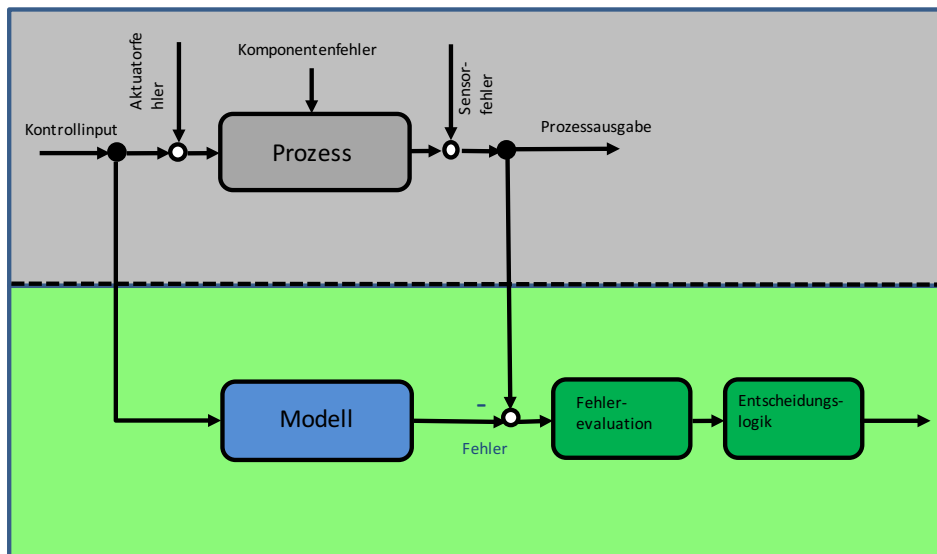 Komponentenfehler
Aktuatorfe
hler
Sensor-
fehler
Kontrollinput
Prozessausgabe
Prozess
Modell
-
Fehler
Fehler-
evaluation
Entscheidungs-
logik